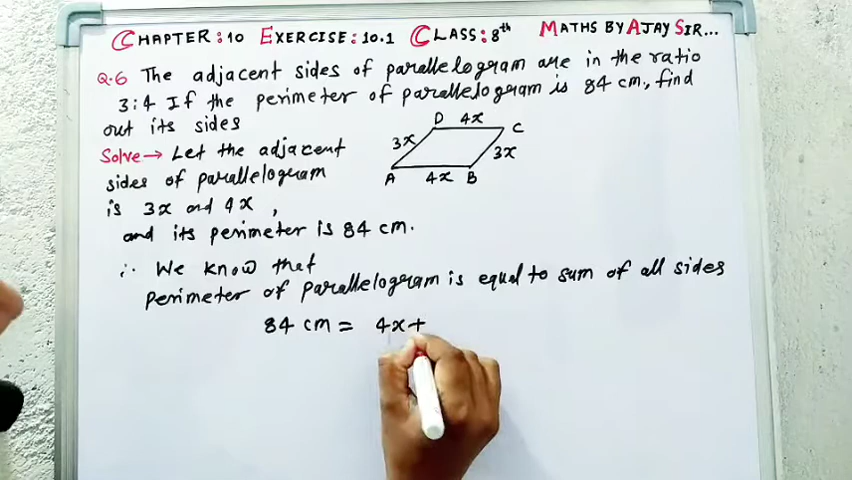 CHAPTER:10 EXERCISE:10.1 CLASS:8th MATHS BY AJAY SIR...
Q.6 The adjacent sides of parallelogram are in the ratio
3:4 If the perimeter of parallelogram is 84 cm, find
out its sides
D 4x C
3x 3x
A 4x B
Solve→ Let the adjacent
sides of parallelogram
is 3x and 4x,
and its perimeter is 84 cm.
∴ We know that
perimeter of parallelogram is equal to sum of all sides
84 cm = 4x+